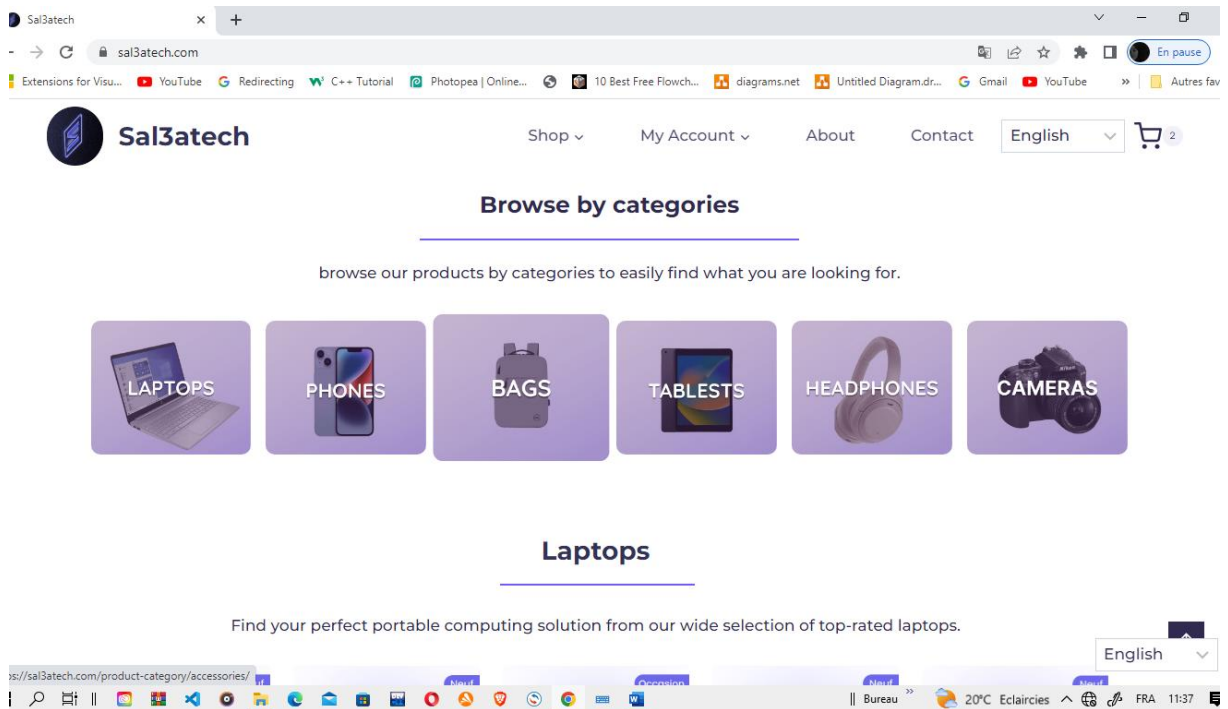 Sal3atech
sal3atech.com
En pause
Extensions for Visu... YouTube Redirecting C++ Tutorial Photopea | Online... 10 Best Free Flowch... diagrams.net Untitled Diagram.dr... Gmail YouTube » Autres fav
Sal3atech Shop My Account About Contact English 2
Browse by categories
browse our products by categories to easily find what you are looking for.
LAPTOPS PHONES BAGS TABLESTS HEADPHONES CAMERAS
Nikon
Laptops
Find your perfect portable computing solution from our wide selection of top-rated laptops.
English
os://sal3atech.com/product-category/accessories/
Neuf Occasion Neuf Neuf
Bureau » 20°C Eclaircies FRA 11:37